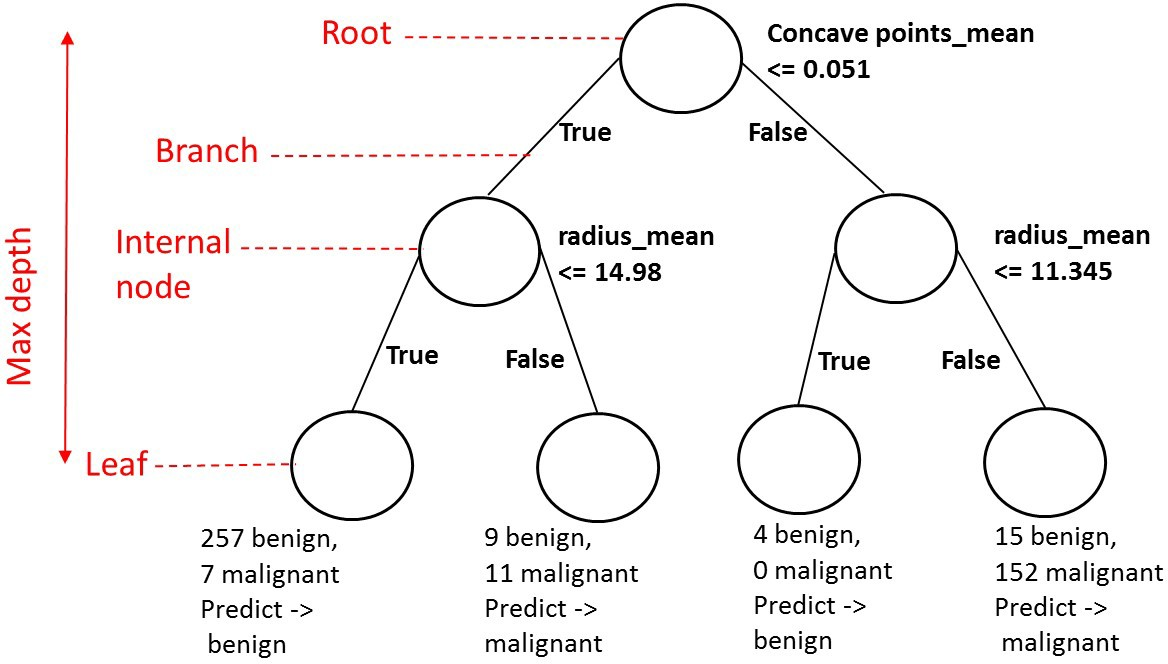 Root
Concave points_mean
<= 0.051
True
False
Branch
Internal
node
radius_mean
<= 14.98
radius_mean
<= 11.345
Max depth
True
False
True
False
Leaf
257 benign,
7 malignant
Predict ->
benign
9 benign,
11 malignant
Predict ->
malignant
4 benign,
0 malignant
Predict ->
benign
15 benign,
152 malignant
Predict ->
malignant